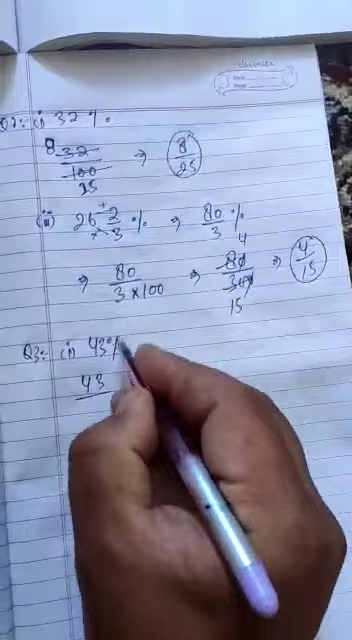 Q2:- (i) 32 %.
8 32/100 25 → 8/25
(ii) 26 2/3 % ⇒ 80/3 %
⇒ 80/3×100 ⇒ 4 80/300 15 ⇒ 4/15
Q3:- (i) 43%
43